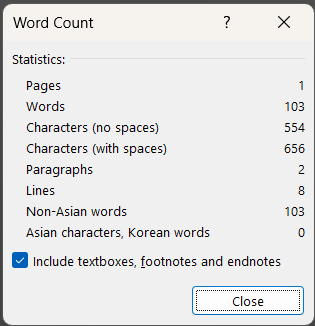 Word Count ? ×
Statistics:
Pages 1
Words 103
Characters (no spaces) 554
Characters (with spaces) 656
Paragraphs 2
Lines 8
Non-Asian words 103
Asian characters, Korean words 0
Include textboxes, footnotes and endnotes
Close